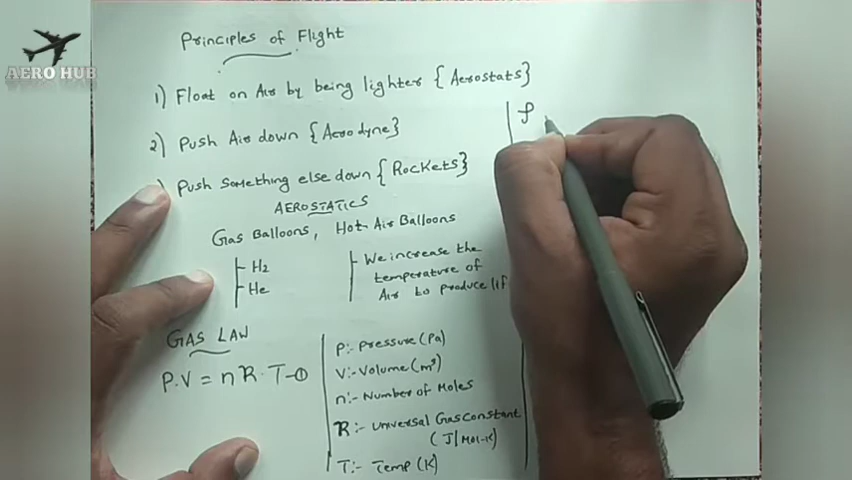 AERO HUB
Principles of Flight
1) Float on Air by being lighter { Aerostats}
2) Push Air down {Aerodyne}
) Push Something else down { Rockets}
AEROSTATICS
Gas Balloons, Hot-Air Balloons
H2
He
We increase the
temperature of
Air to produce lif
GAS LAW
P.V = n R . T -①
P:- Pressure (Pa)
V:- Volume (m³)
n:- Number of Moles
R:- Universal Gas constant
(J/Mol-K)
T:- Temp (K)
ρ